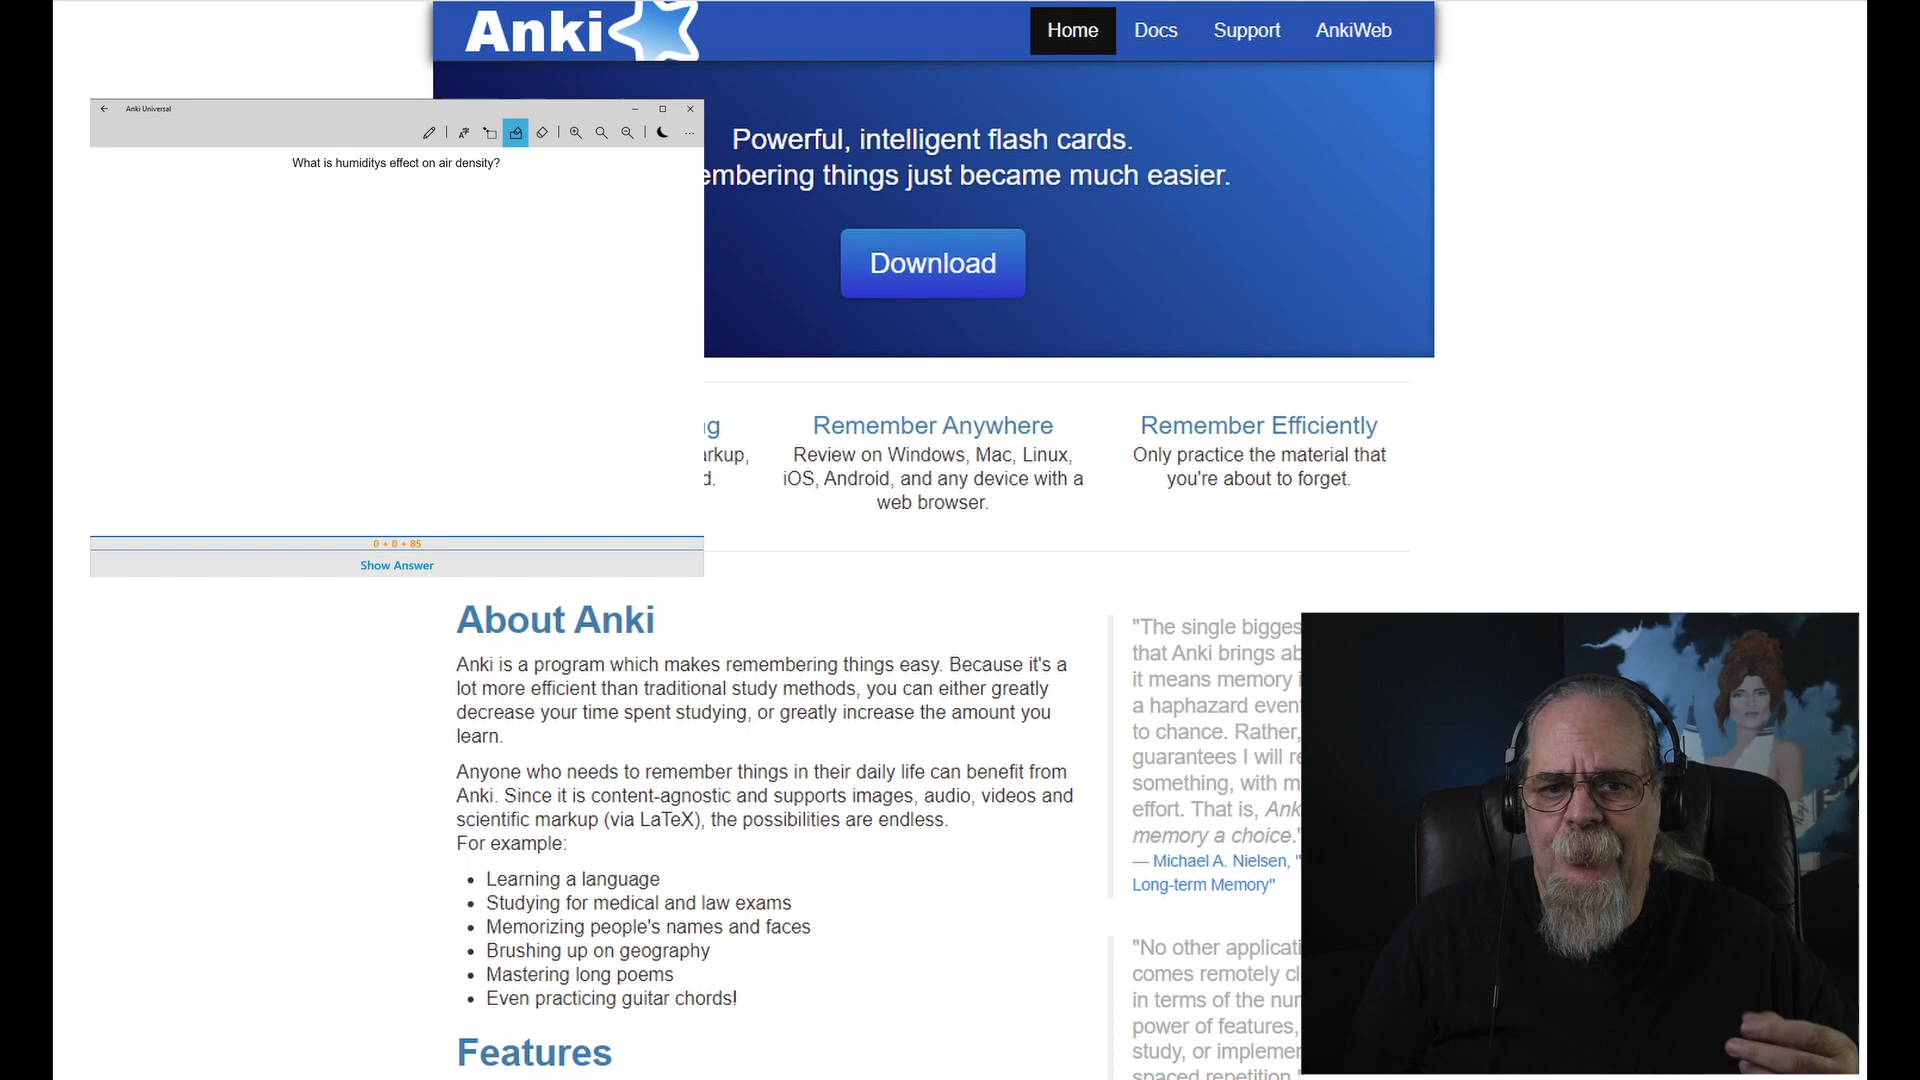 Anki
Home
Docs
Support
AnkiWeb
Powerful, intelligent flash cards.
embering things just became much easier.
Download
Anki Universal
What is humiditys effect on air density?
0 + 0 + 85
Show Answer
arkup,
d.
Remember Anywhere
Review on Windows, Mac, Linux,
iOS, Android, and any device with a
web browser.
Remember Efficiently
Only practice the material that
you're about to forget.
About Anki
Anki is a program which makes remembering things easy. Because it's a
lot more efficient than traditional study methods, you can either greatly
decrease your time spent studying, or greatly increase the amount you
learn.
Anyone who needs to remember things in their daily life can benefit from
Anki. Since it is content-agnostic and supports images, audio, videos and
scientific markup (via LaTeX), the possibilities are endless.
For example:
Learning a language
Studying for medical and law exams
Memorizing people's names and faces
Brushing up on geography
Mastering long poems
Even practicing guitar chords!
Features
"The single bigges
that Anki brings ab
it means memory i
a haphazard even
to chance. Rather,
guarantees I will re
something, with m
effort. That is, Ank
memory a choice."
— Michael A. Nielsen, "
Long-term Memory"
"No other applicati
comes remotely cl
in terms of the nur
power of features,
study, or implemer
spaced repetition."